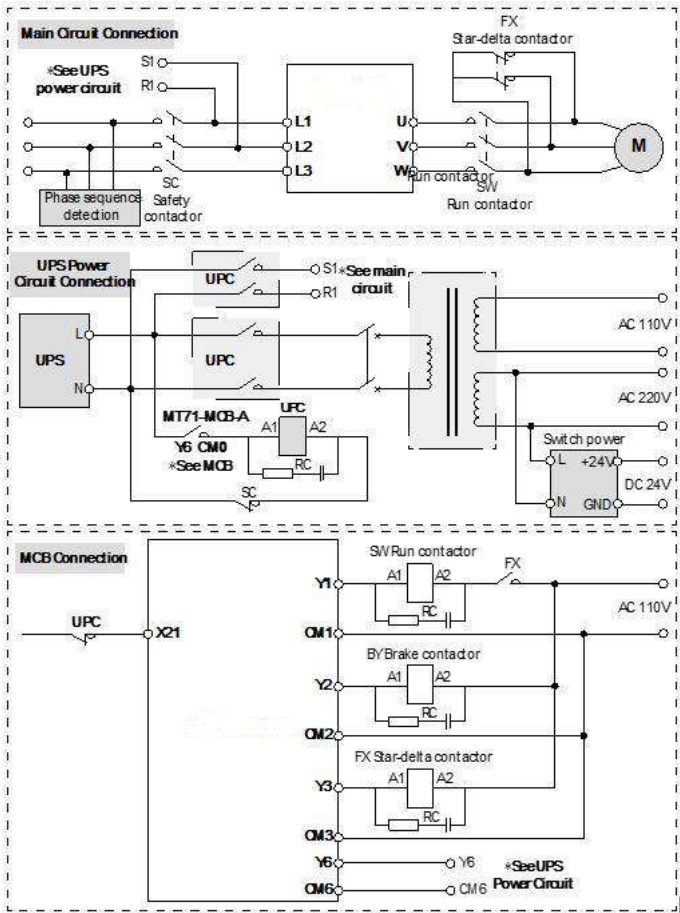 Main Circuit Connection
FX
Star-delta contactor
S1
*See UPS
power circuit
R1
L1
U
L2
V
M
L3
W
Run contactor
SC
Safety
contactor
SW
Run contactor
Phase sequence
detection
UPS Power
Circuit Connection
UPC
S1
*See main
circuit
R1
AC 110V
L
UPS
UPC
N
AC 220V
MT71-MCB-A
UPC
A1
A2
Y6 CM0
*See MCB
RC
SC
Switch power
L
+24V
DC 24V
N
GND
MCB Connection
SW Run contactor
Y1
A1
A2
FX
RC
AC 110V
UPC
X21
CM1
BY Brake contactor
Y2
A1
A2
RC
CM2
FX Star-delta contactor
Y3
A1
A2
RC
CM3
Y6
Y6
*See UPS
Power Circuit
CM6
CM6